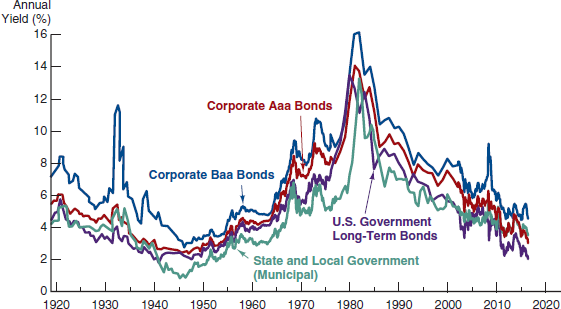 Annual
Yield (%)
16
14
12
10
8
6
4
2
0
Corporate Aaa Bonds
Corporate Baa Bonds
U.S. Government
Long-Term Bonds
State and Local Government
(Municipal)
1920 1930 1940 1950 1960 1970 1980 1990 2000 2010 2020